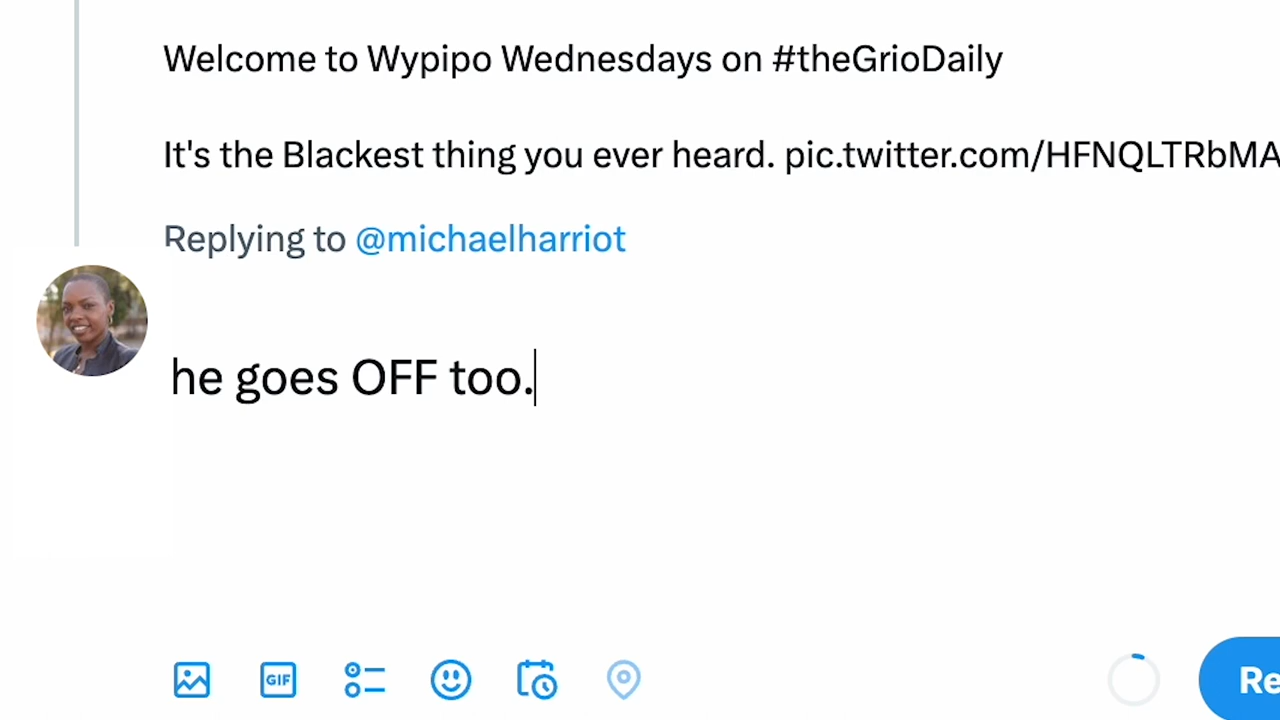 Welcome to Wypipo Wednesdays on #theGrioDaily
It's the Blackest thing you ever heard. pic.twitter.com/HFNQLTRbMA
Replying to @michaelharriot
he goes OFF too.
GIF
Re